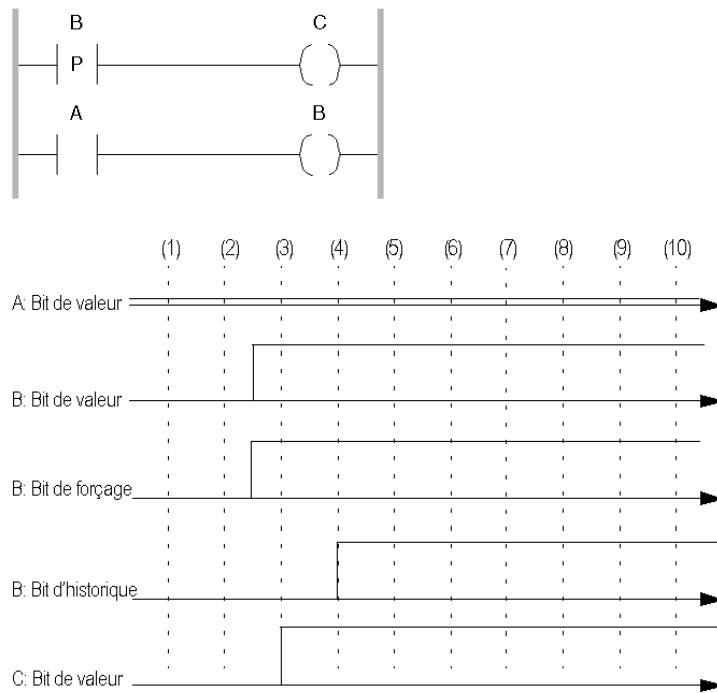 B C
P
A B
(1) (2) (3) (4) (5) (6) (7) (8) (9) (10)
A: Bit de valeur
B: Bit de valeur
B: Bit de forçage
B: Bit d'historique
C: Bit de valeur